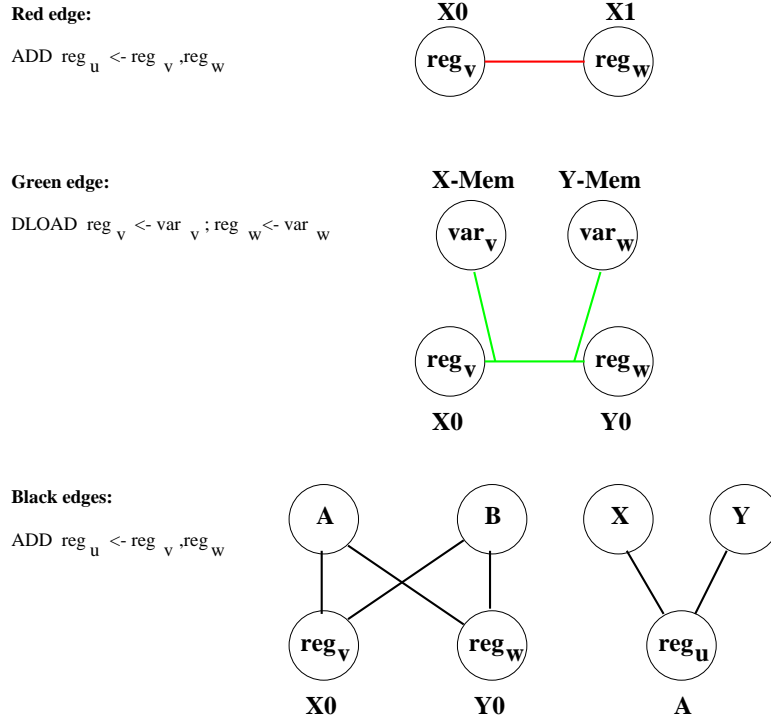 Red edge:
X0 X1
ADD reg u <- reg v ,reg w
reg v reg w
Green edge:
X-Mem Y-Mem
DLOAD reg v <- var v ; reg w <- var w
var v var w
reg v reg w
X0 Y0
Black edges:
A B X Y
ADD reg u <- reg v ,reg w
reg v reg w reg u
X0 Y0 A